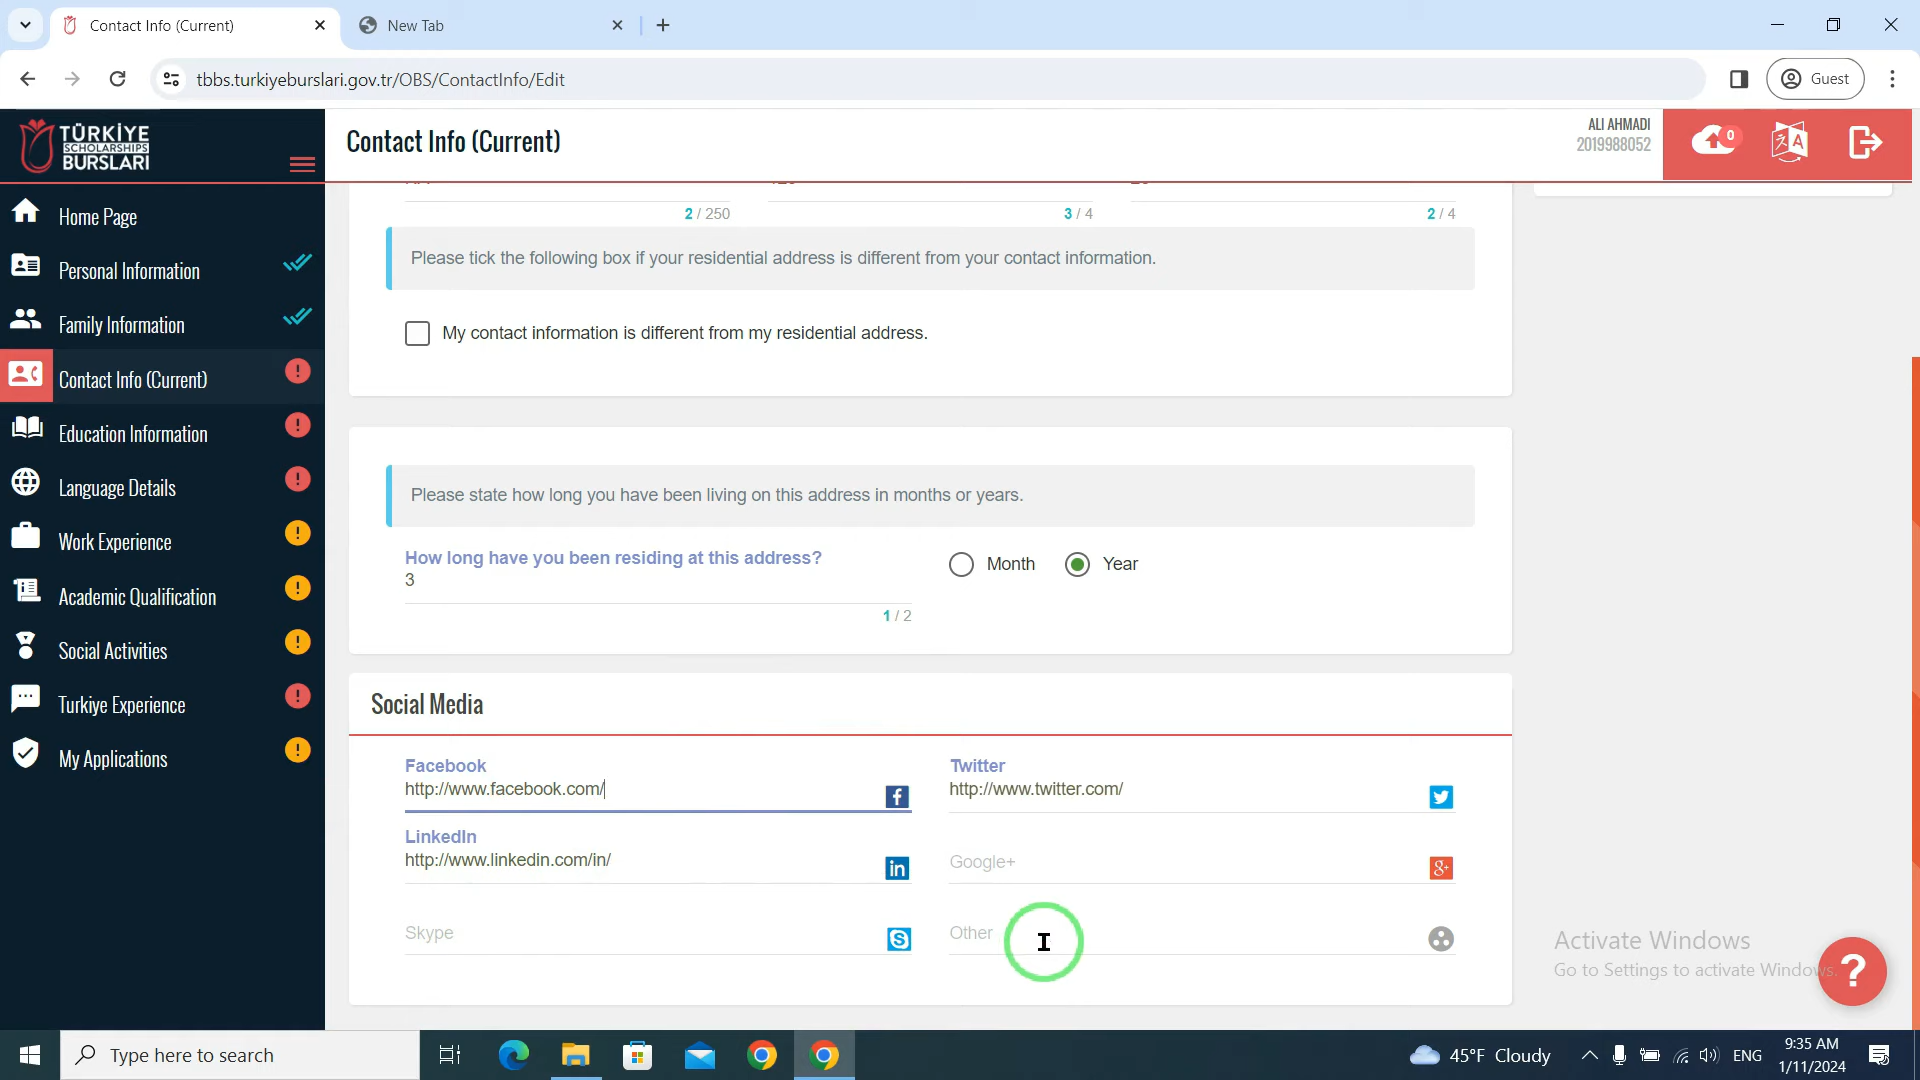 Contact Info (Current)
New Tab
tbbs.turkiyeburslari.gov.tr/OBS/ContactInfo/Edit
Guest
TÜRKİYE
SCHOLARSHIPS
BURSLARI
Contact Info (Current)
ALI AHMADI
2019988052
0
Home Page
Personal Information
Family Information
Contact Info (Current)
Education Information
Language Details
Work Experience
Academic Qualification
Social Activities
Turkiye Experience
My Applications
2 / 250
3 / 4
2 / 4
Please tick the following box if your residential address is different from your contact information.
My contact information is different from my residential address.
Please state how long you have been living on this address in months or years.
How long have you been residing at this address?
3
Month
Year
1 / 2
Social Media
Facebook
http://www.facebook.com/
Twitter
http://www.twitter.com/
LinkedIn
http://www.linkedin.com/in/
Google+
Skype
Other
Activate Windows
Go to Settings to activate Windows.
Type here to search
45°F Cloudy
ENG
9:35 AM
1/11/2024